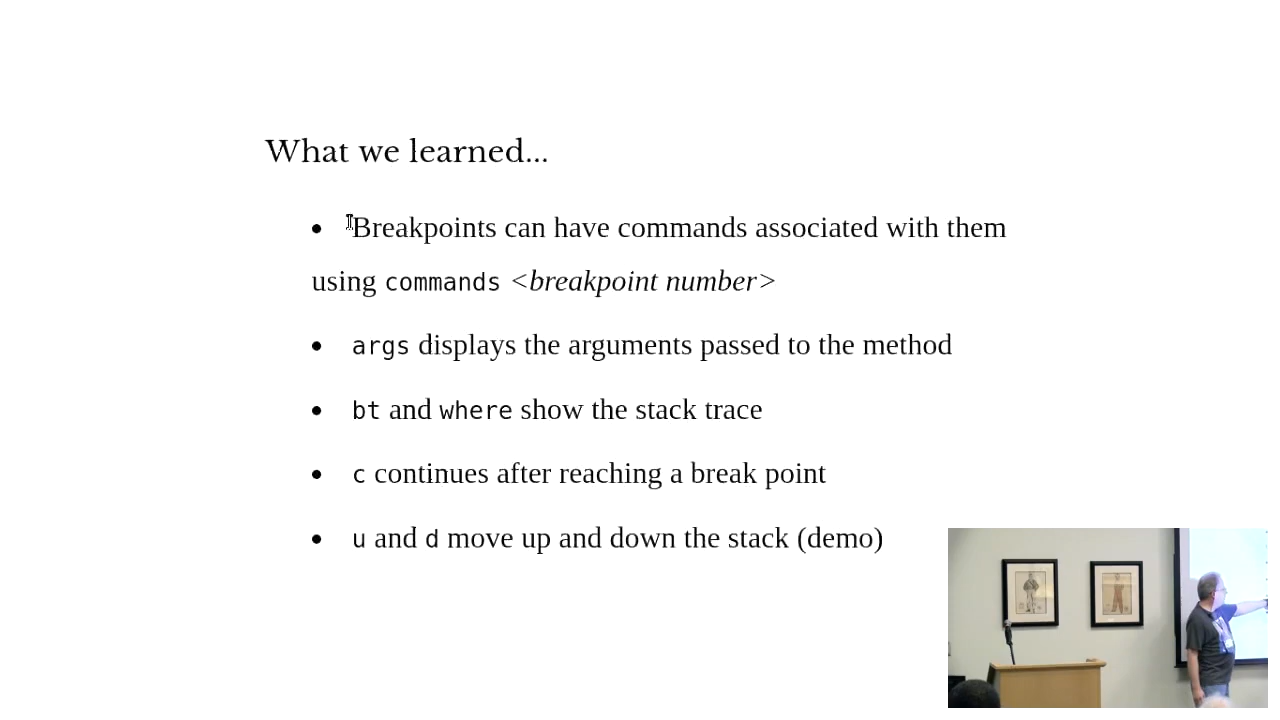 What we learned...
Breakpoints can have commands associated with them
using commands <breakpoint number>
args displays the arguments passed to the method
bt and where show the stack trace
c continues after reaching a break point
u and d move up and down the stack (demo)